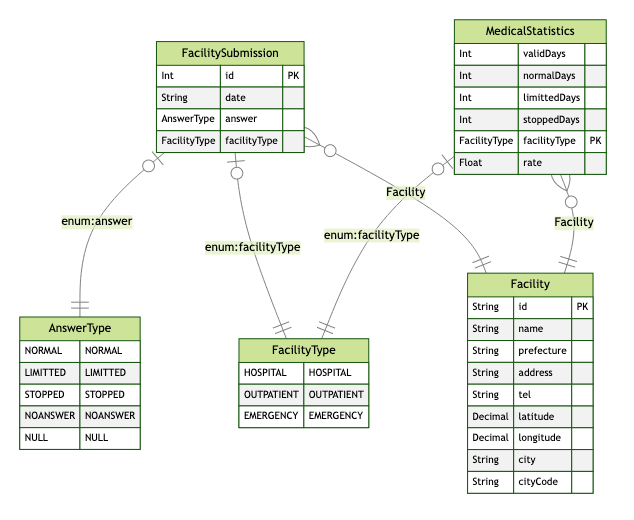 FacilitySubmission
Int id PK
String date
AnswerType answer
FacilityType facilityType
MedicalStatistics
Int validDays
Int normalDays
Int limittedDays
Int stoppedDays
FacilityType facilityType PK
Float rate
enum:answer
enum:facilityType
enum:facilityType
Facility
Facility
AnswerType
NORMAL NORMAL
LIMITTED LIMITTED
STOPPED STOPPED
NOANSWER NOANSWER
NULL NULL
FacilityType
HOSPITAL HOSPITAL
OUTPATIENT OUTPATIENT
EMERGENCY EMERGENCY
Facility
String id PK
String name
String prefecture
String address
String tel
Decimal latitude
Decimal longitude
String city
String cityCode